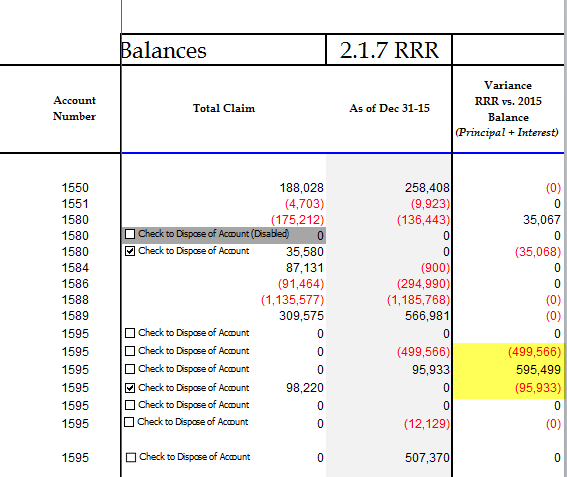 Balances 2.1.7 RRR
Account Number Total Claim As of Dec 31-15 Variance RRR vs. 2015 Balance (Principal + Interest)
1550 188,028 258,408 (0)
1551 (4,703) (9,923) 0
1580 (175,212) (136,443) 35,067
1580 Check to Dispose of Account (Disabled) 0 0 0
1580 Check to Dispose of Account 35,580 0 (35,068)
1584 87,131 (900) 0
1586 (91,464) (294,990) 0
1588 (1,135,577) (1,185,768) (0)
1589 309,575 566,981 (0)
1595 Check to Dispose of Account 0 0 0
1595 Check to Dispose of Account 0 (499,566) (499,566)
1595 Check to Dispose of Account 0 95,933 595,499
1595 Check to Dispose of Account 98,220 0 (95,933)
1595 Check to Dispose of Account 0 0 0
1595 Check to Dispose of Account 0 (12,129) (0)
1595 Check to Dispose of Account 0 507,370 0